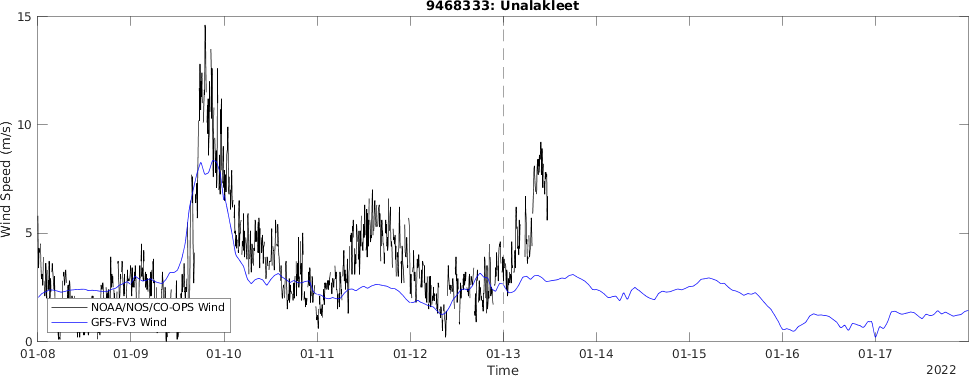 9468333: Unalakleet
15
10
5
0
Wind Speed (m/s)
NOAA/NOS/CO-OPS Wind
GFS-FV3 Wind
01-08 01-09 01-10 01-11 01-12 01-13 01-14 01-15 01-16 01-17
Time
2022